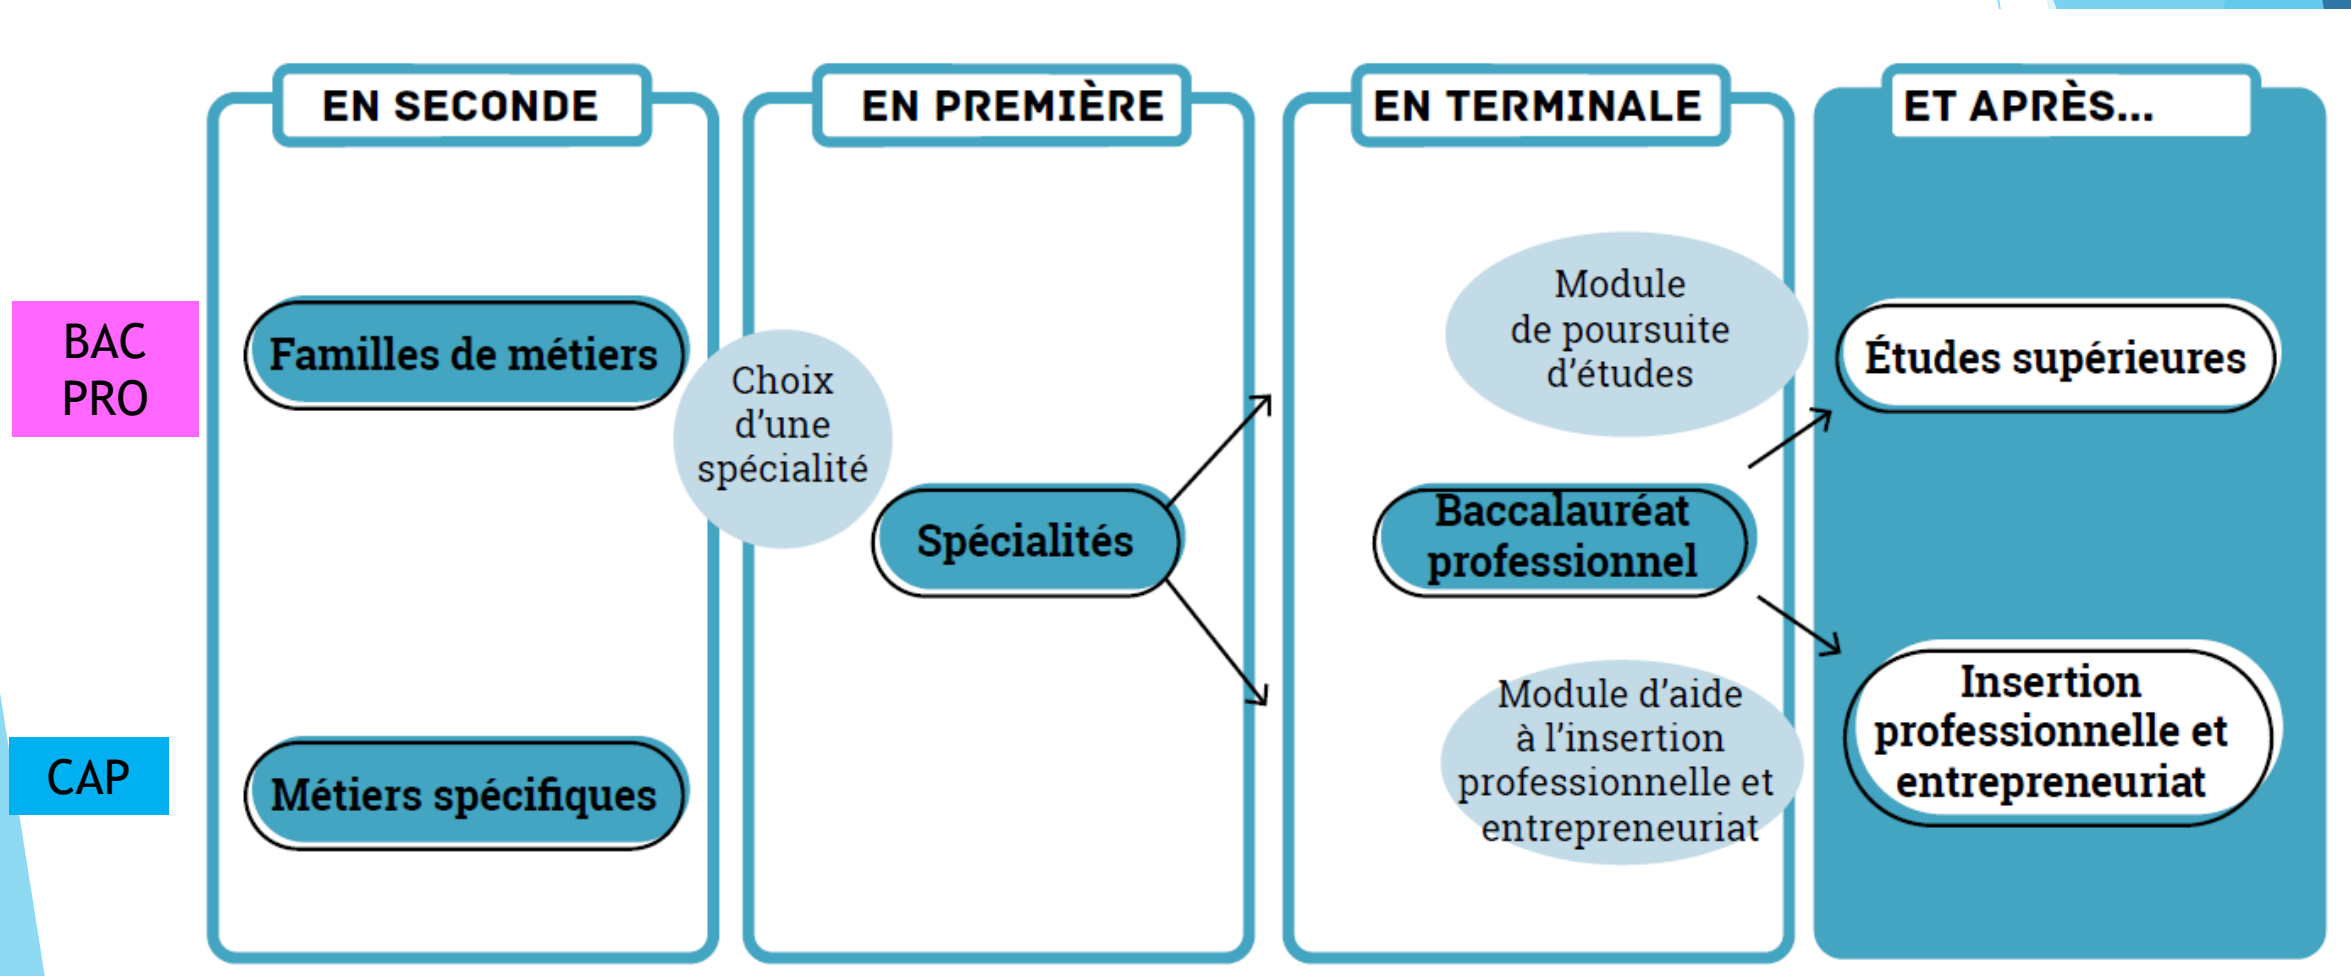 EN SECONDE
EN PREMIÈRE
EN TERMINALE
ET APRÈS...
BAC
PRO
Familles de métiers
Choix
d'une
spécialité
Spécialités
Module
de poursuite
d'études
Études supérieures
Baccalauréat
professionnel
CAP
Métiers spécifiques
Module d'aide
à l'insertion
professionnelle et
entrepreneuriat
Insertion
professionnelle et
entrepreneuriat